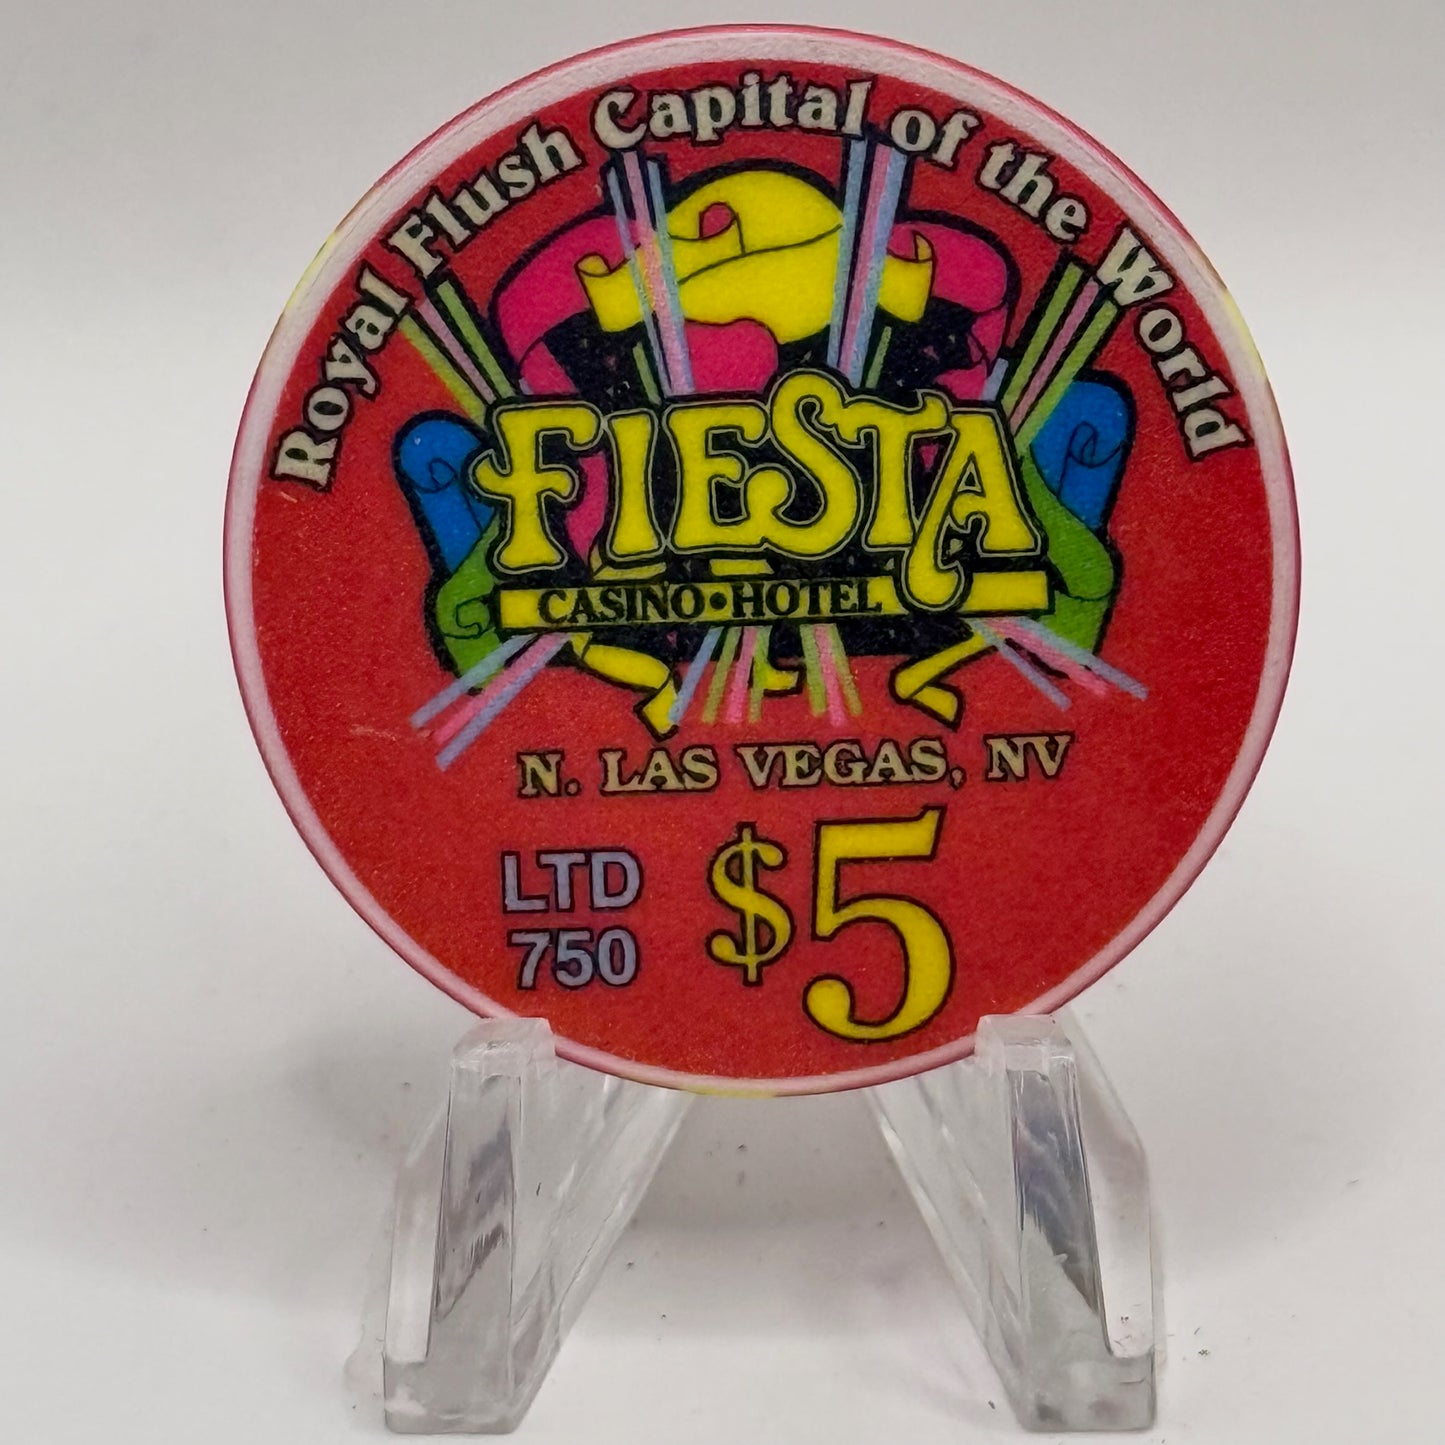 Royal Flush Capital of the World
FIESTA
CASINO • HOTEL
N. LAS VEGAS, NV
LTD
750
$5